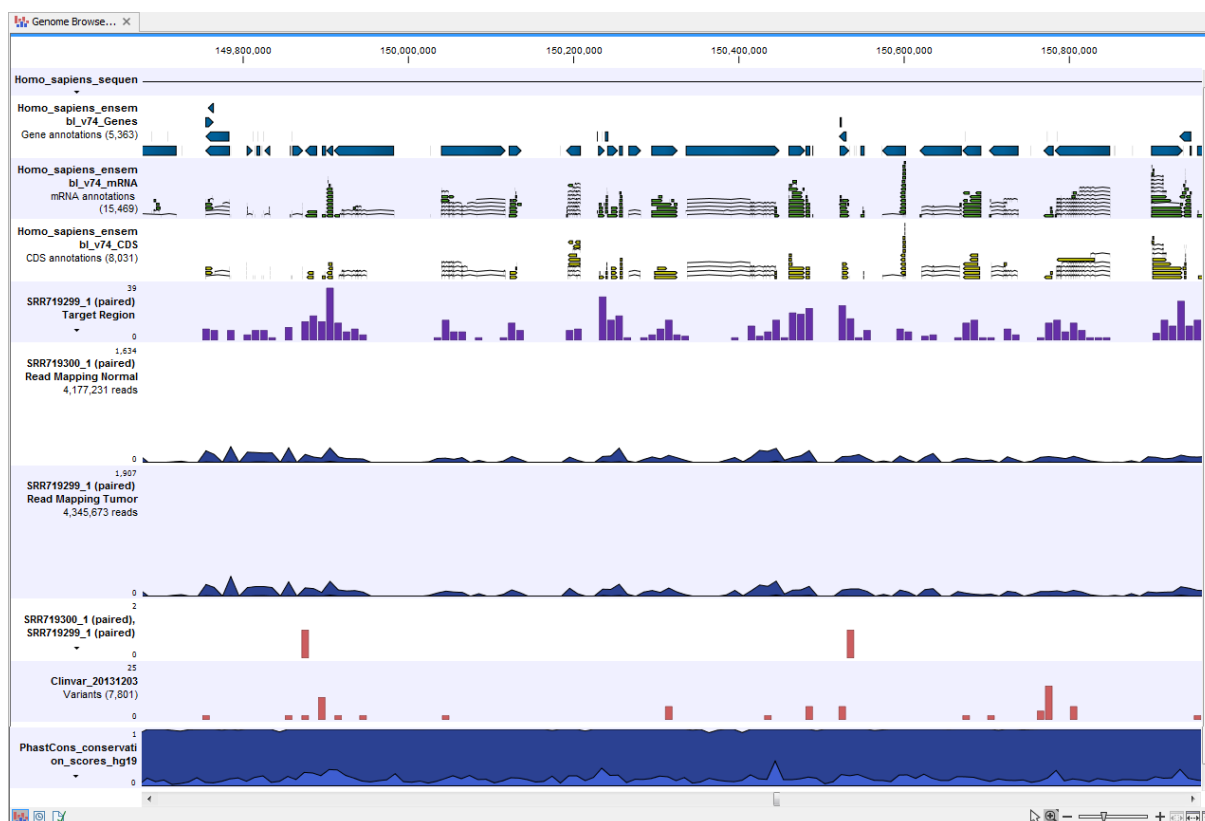 Genome Browse...
149,800,000 150,000,000 150,200,000 150,400,000 150,600,000 150,800,000
Homo_sapiens_sequen
Homo_sapiens_ensem
bl_v74_Genes
Gene annotations (5,363)
Homo_sapiens_ensem
bl_v74_mRNA
mRNA annotations
(15,469)
Homo_sapiens_ensem
bl_v74_CDS
CDS annotations (8,031)
39
SRR719299_1 (paired)
Target Region
0
1,634
SRR719300_1 (paired)
Read Mapping Normal
4,177,231 reads
0
1,907
SRR719299_1 (paired)
Read Mapping Tumor
4,345,673 reads
0
2
SRR719300_1 (paired),
SRR719299_1 (paired)
0
25
Clinvar_20131203
Variants (7,801)
0
1
PhastCons_conservati
on_scores_hg19
0